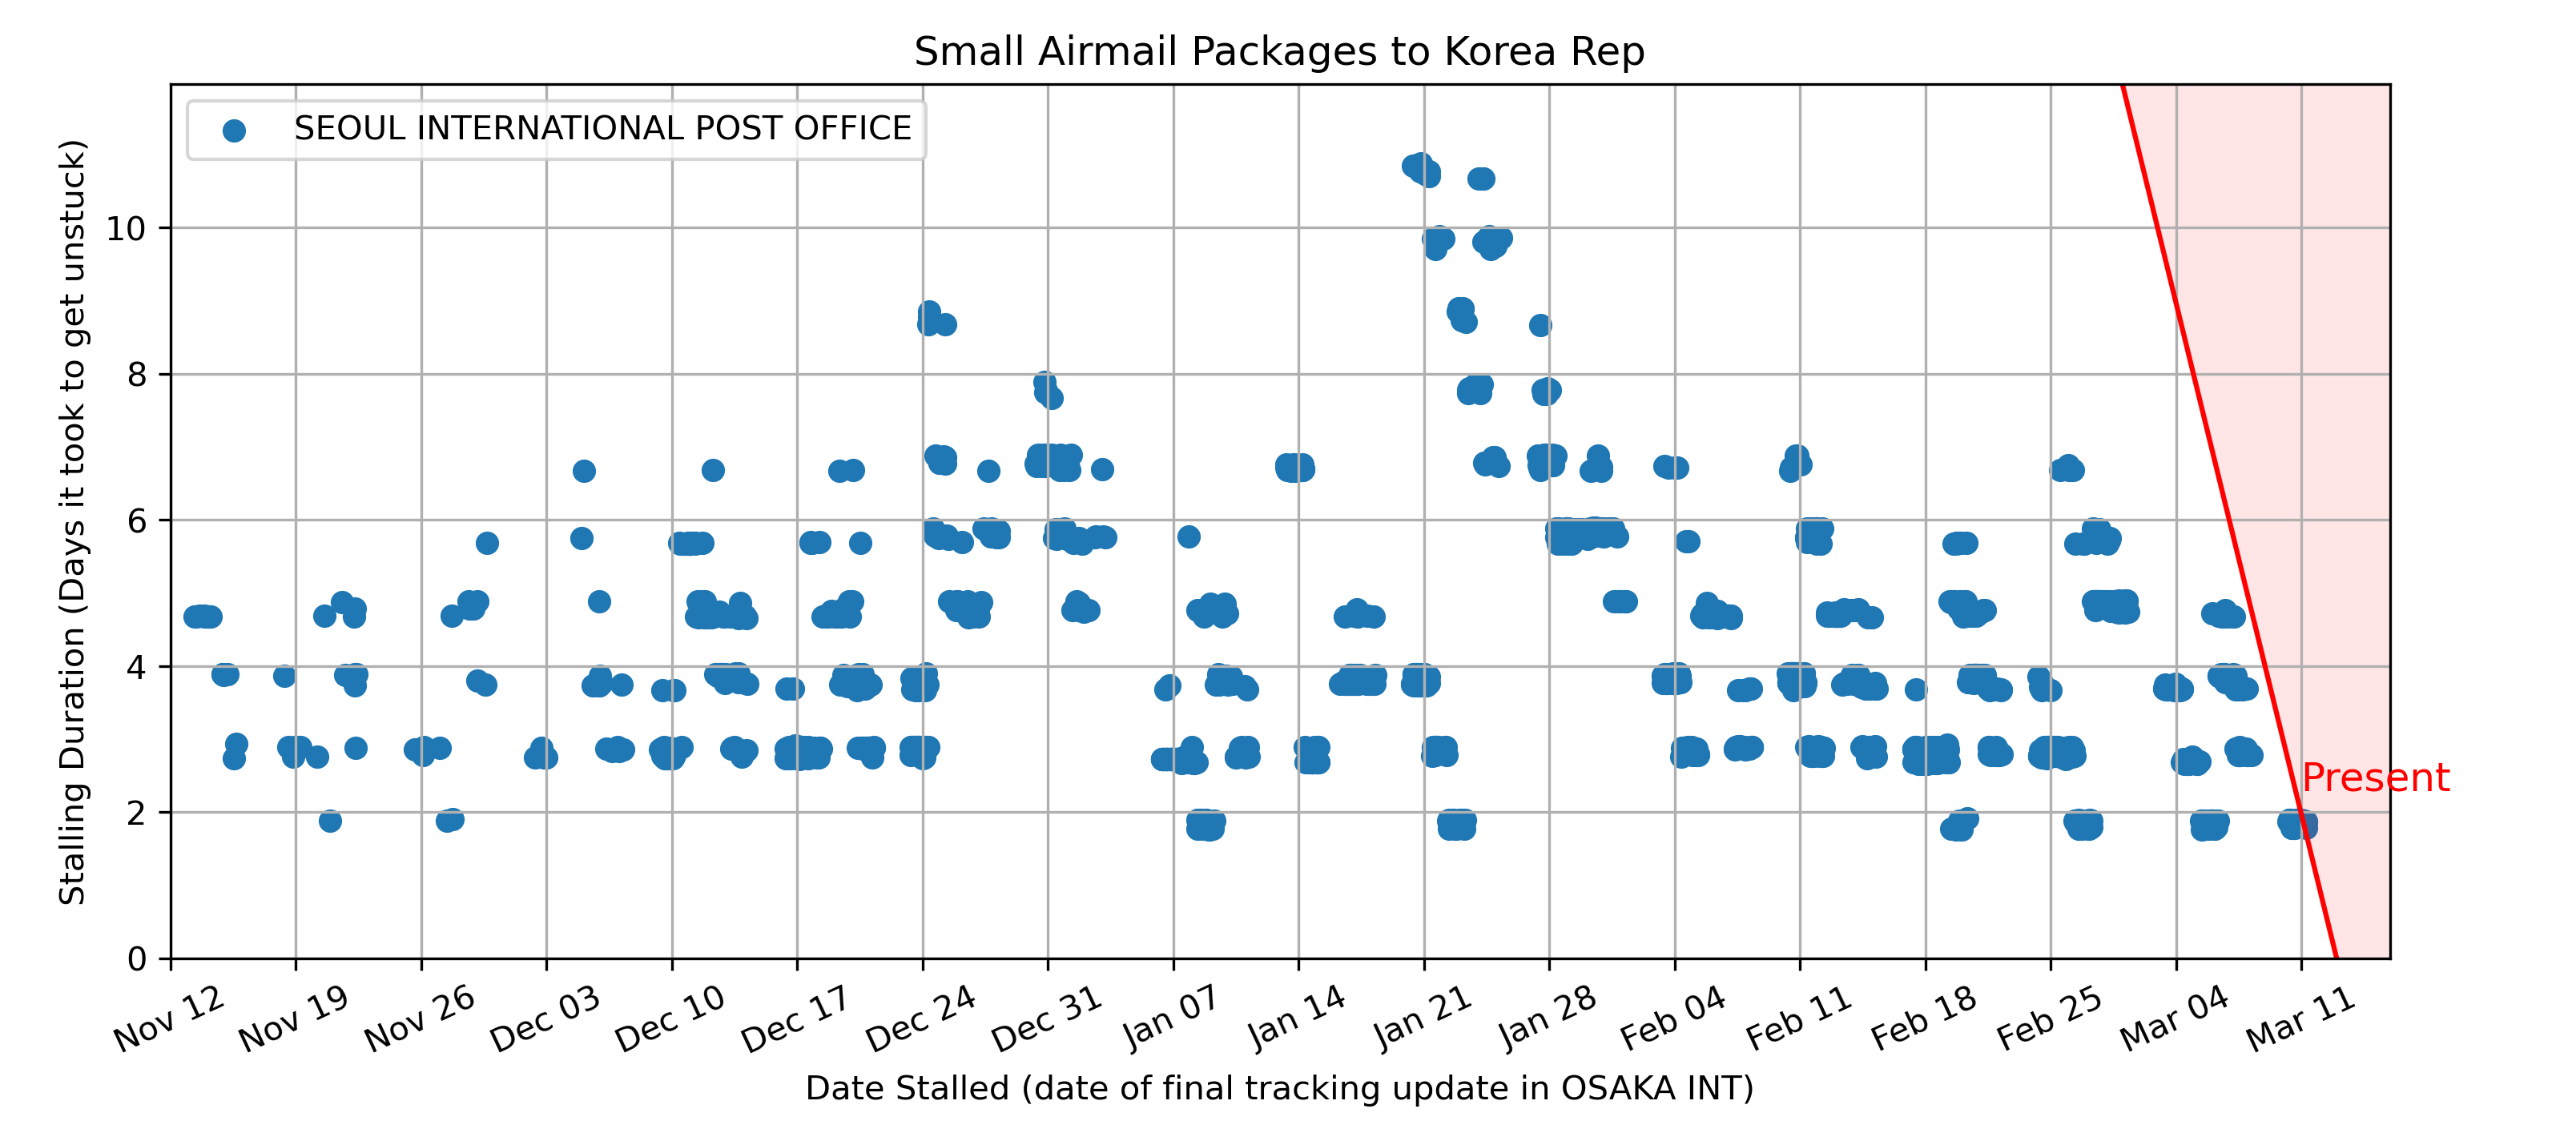 Small Airmail Packages to Korea Rep
SEOUL INTERNATIONAL POST OFFICE
Stalling Duration (Days it took to get unstuck)
10
8
6
4
2
0
Present
Nov 12
Nov 19
Nov 26
Dec 03
Dec 10
Dec 17
Dec 24
Dec 31
Jan 07
Jan 14
Jan 21
Jan 28
Feb 04
Feb 11
Feb 18
Feb 25
Mar 04
Mar 11
Date Stalled (date of final tracking update in OSAKA INT)